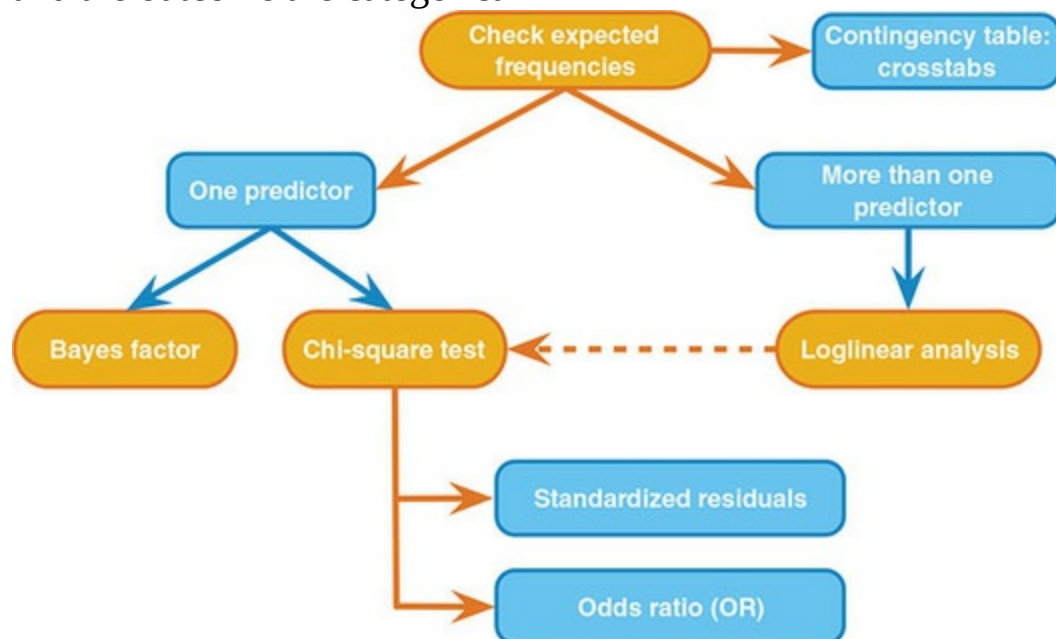 Check expected
frequencies
Contingency table:
crosstabs
One predictor
More than one
predictor
Bayes factor
Chi-square test
Loglinear analysis
Standardized residuals
Odds ratio (OR)